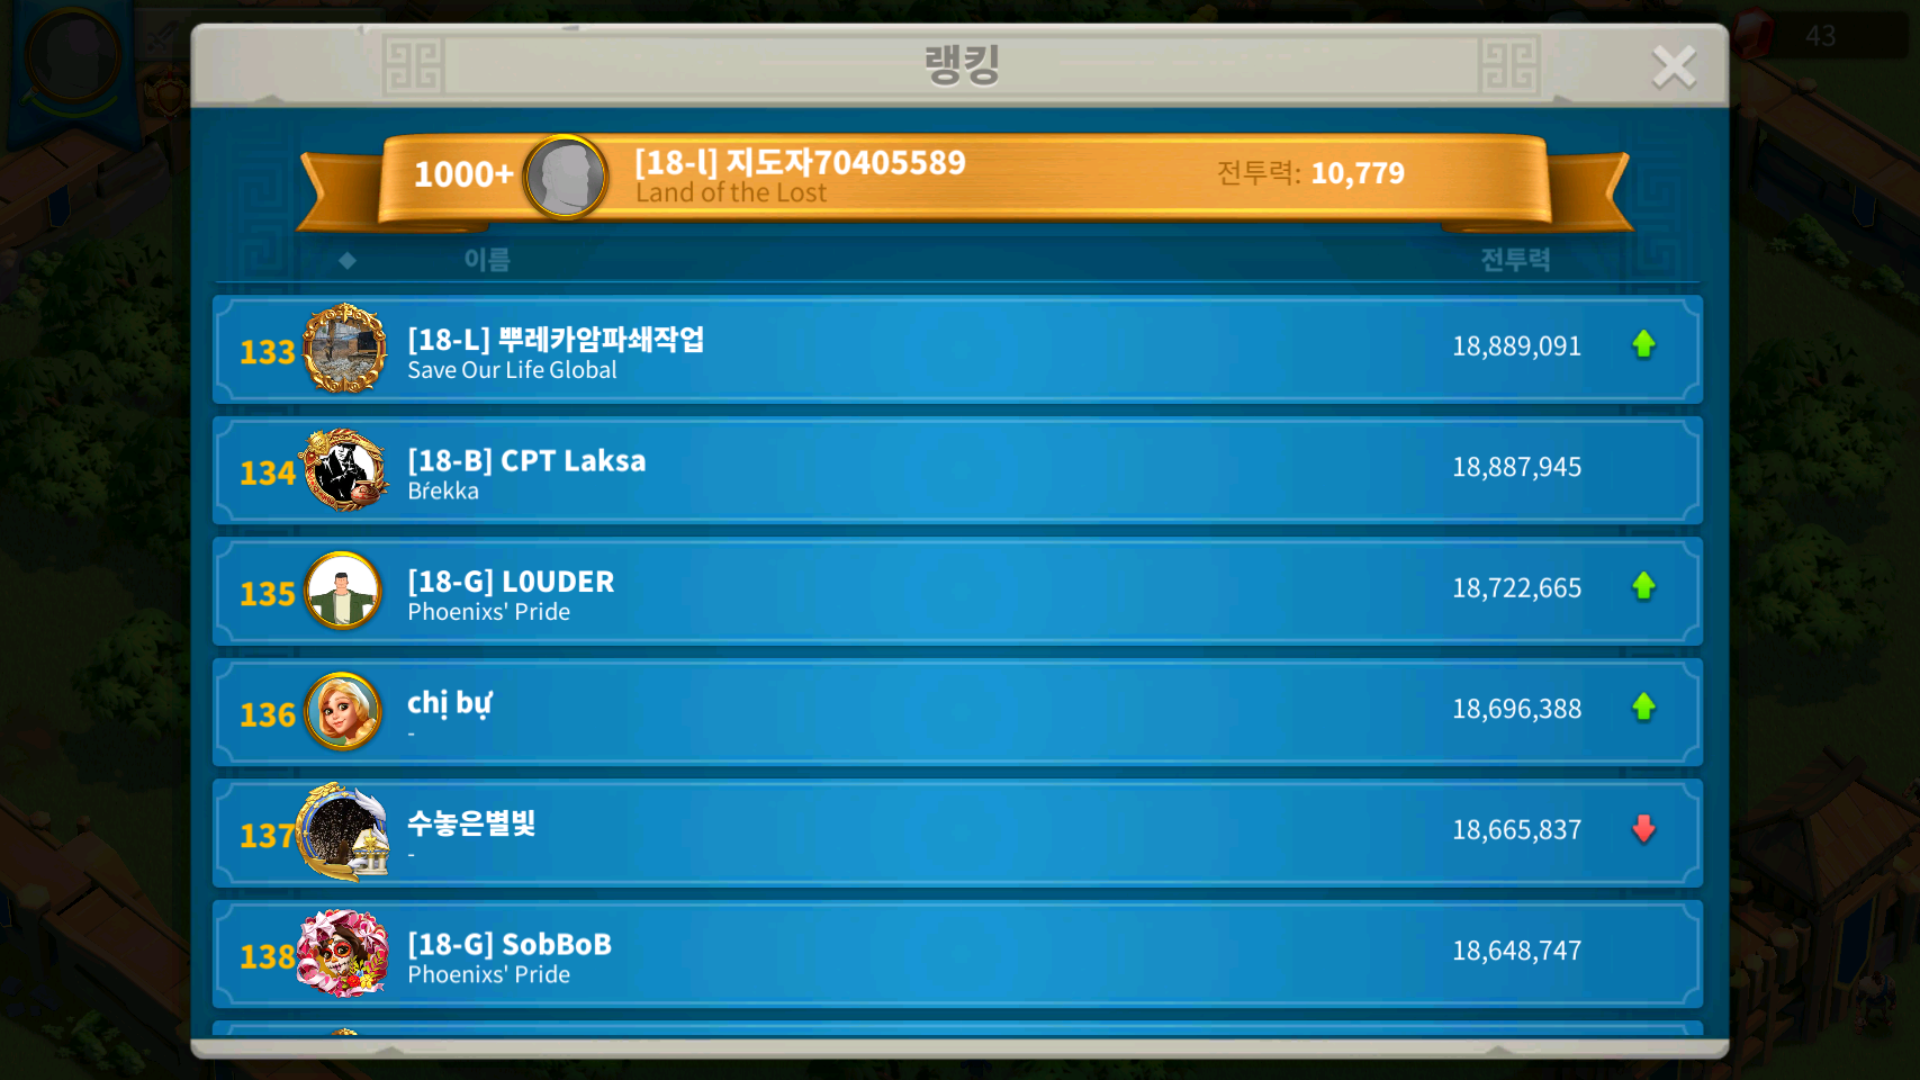 43
랭킹
1000+
[18-l] 지도자70405589
Land of the Lost
전투력: 10,779
이름
전투력
133
[18-L] 뿌레카암파쇄작업
Save Our Life Global
18,889,091
134
[18-B] CPT Laksa
Bŕekka
18,887,945
135
[18-G] L0UDER
Phoenixs' Pride
18,722,665
136
chị bự
-
18,696,388
137
수놓은별빛
-
18,665,837
138
[18-G] SobBoB
Phoenixs' Pride
18,648,747